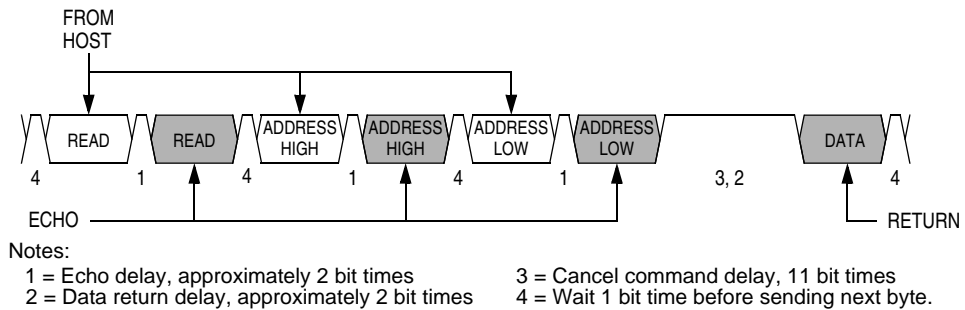 FROM
HOST
READ
READ
ADDRESS
HIGH
ADDRESS
HIGH
ADDRESS
LOW
ADDRESS
LOW
DATA
4
1
4
1
4
1
3, 2
4
ECHO
RETURN
Notes:
1 = Echo delay, approximately 2 bit times
2 = Data return delay, approximately 2 bit times
3 = Cancel command delay, 11 bit times
4 = Wait 1 bit time before sending next byte.